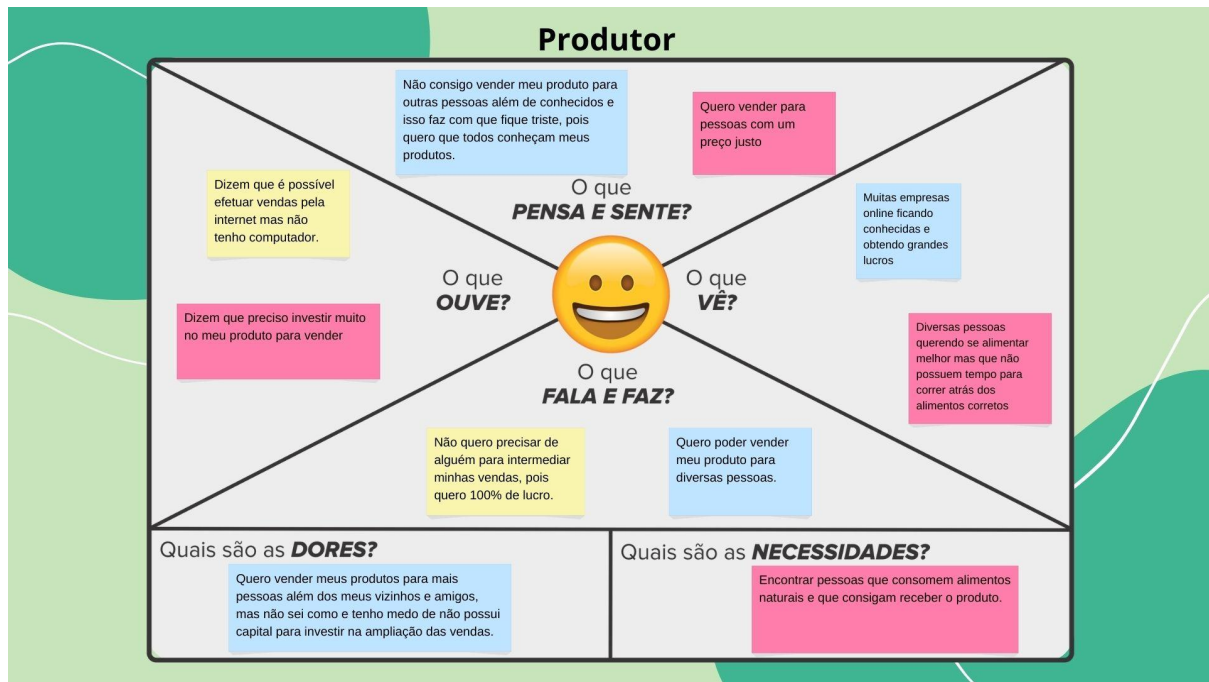 Produtor
Não consigo vender meu produto para
outras pessoas além de conhecidos e
isso faz com que fique triste, pois
quero que todos conheçam meus
produtos.
Quero vender para
pessoas com um
preço justo
O que
PENSA E SENTE?
Dizem que é possível
efetuar vendas pela
internet mas não
tenho computador.
Dizem que preciso investir muito
no meu produto para vender
O que
OUVE?
O que
VÊ?
Muitas empresas
online ficando
conhecidas e
obtendo grandes
lucros
Diversas pessoas
querendo se alimentar
melhor mas que não
possuem tempo para
correr atrás dos
alimentos corretos
O que
FALA E FAZ?
Não quero precisar de
alguém para intermediar
minhas vendas, pois
quero 100% de lucro.
Quero poder vender
meu produto para
diversas pessoas.
Quais são as DORES?
Quero vender meus produtos para mais
pessoas além dos meus vizinhos e amigos,
mas não sei como e tenho medo de não possui
capital para investir na ampliação das vendas.
Quais são as NECESSIDADES?
Encontrar pessoas que consomem alimentos
naturais e que consigam receber o produto.